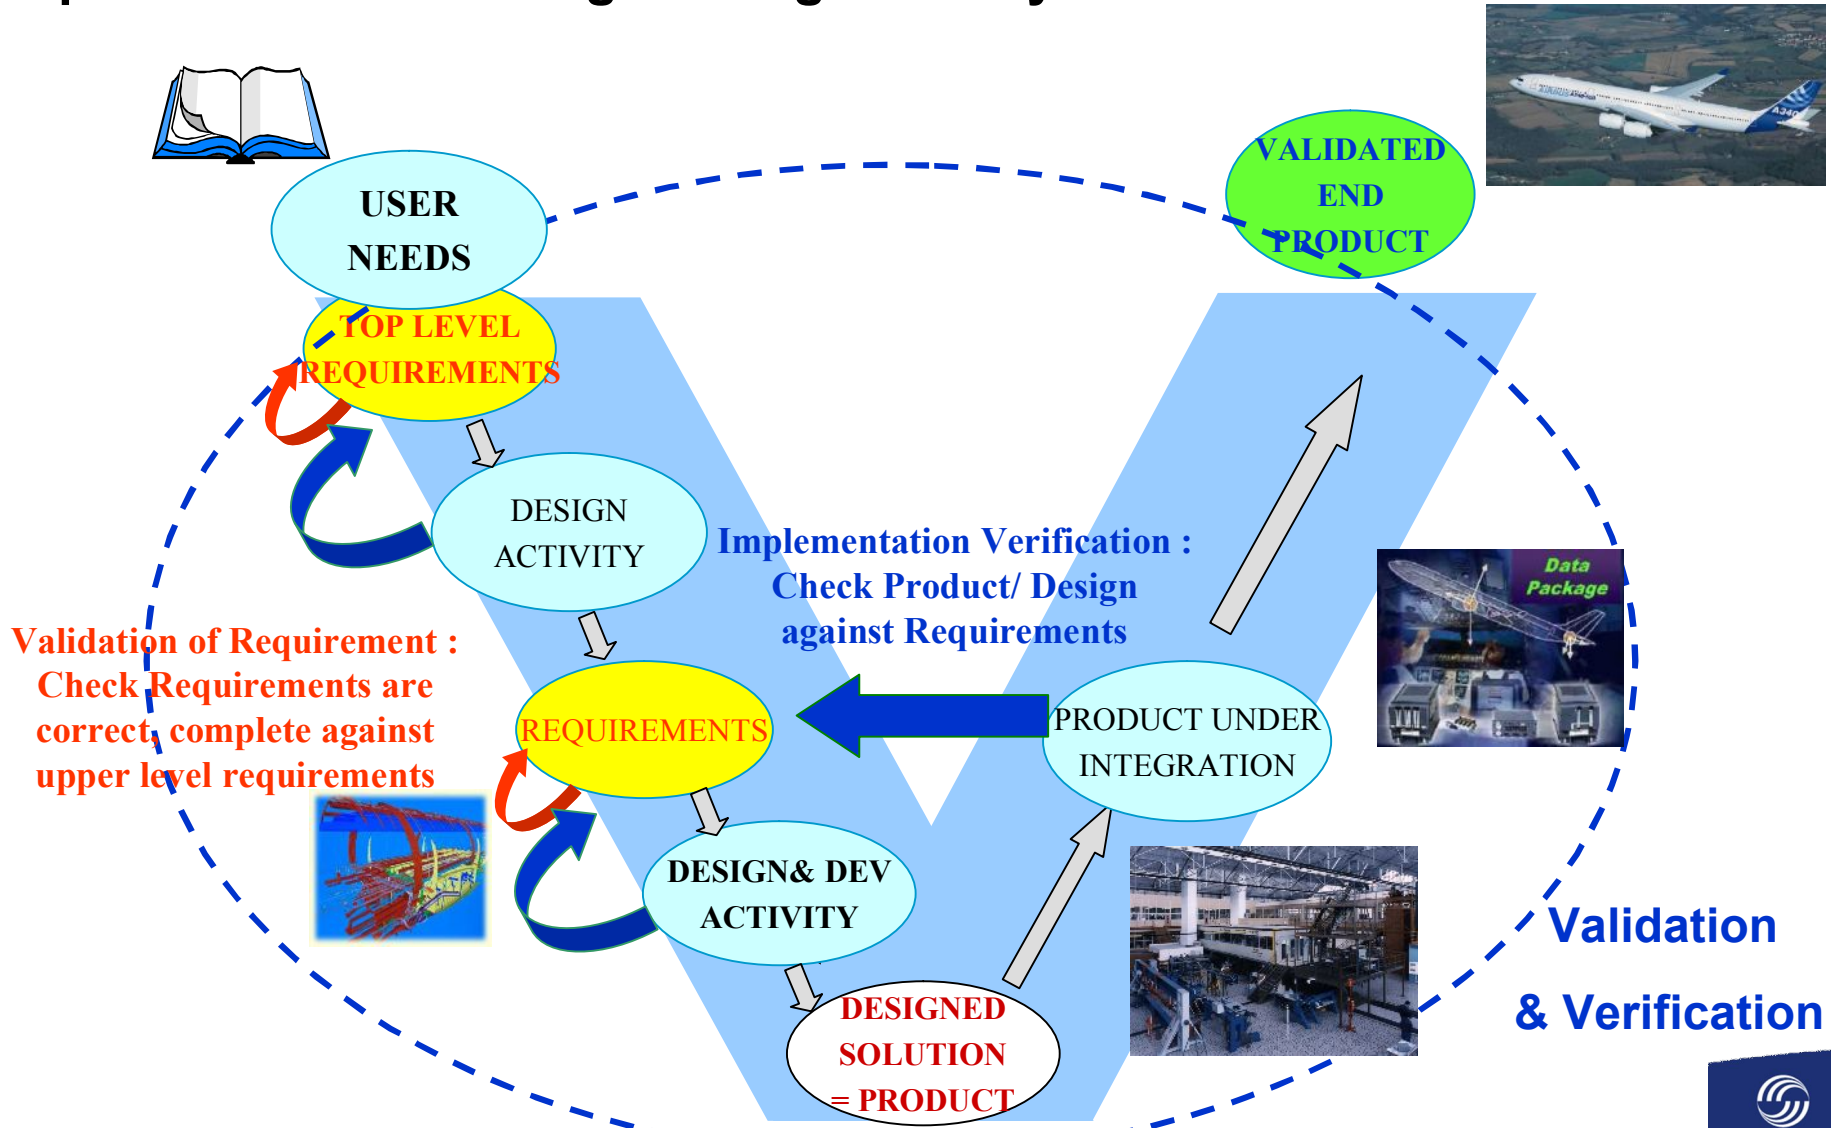 USER
NEEDS
VALIDATED
END
PRODUCT
AIRBUS
A340
TOP LEVEL
REQUIREMENTS
DESIGN
ACTIVITY
Implementation Verification :
Check Product/ Design
against Requirements
Data
Package
Validation of Requirement :
Check Requirements are
correct, complete against
upper level requirements
REQUIREMENTS
PRODUCT UNDER
INTEGRATION
DESIGN& DEV
ACTIVITY
Validation
& Verification
DESIGNED
SOLUTION
= PRODUCT